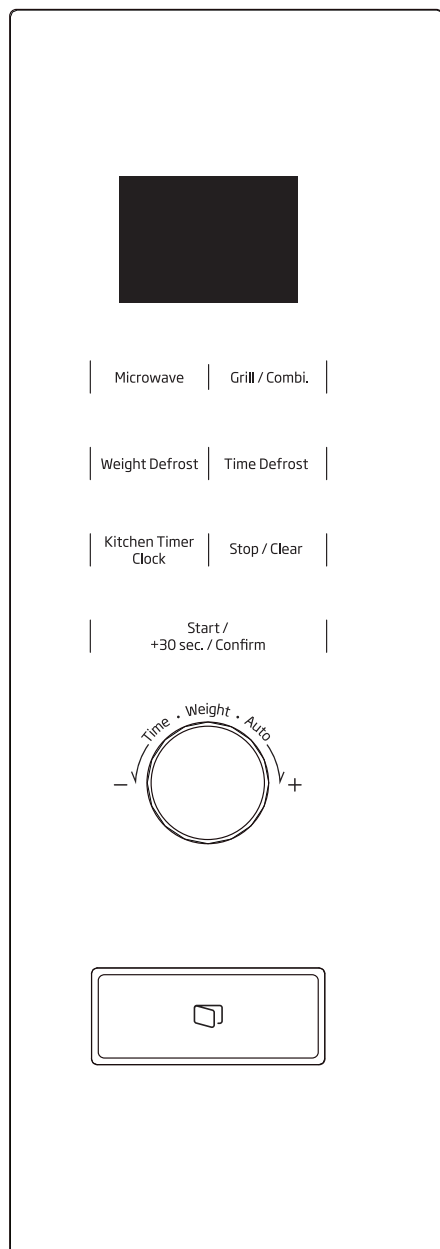 Microwave
Grill / Combi.
Weight Defrost
Time Defrost
Kitchen Timer
Clock
Stop / Clear
Start /
+30 sec. / Confirm
Time . Weight . Auto
− +